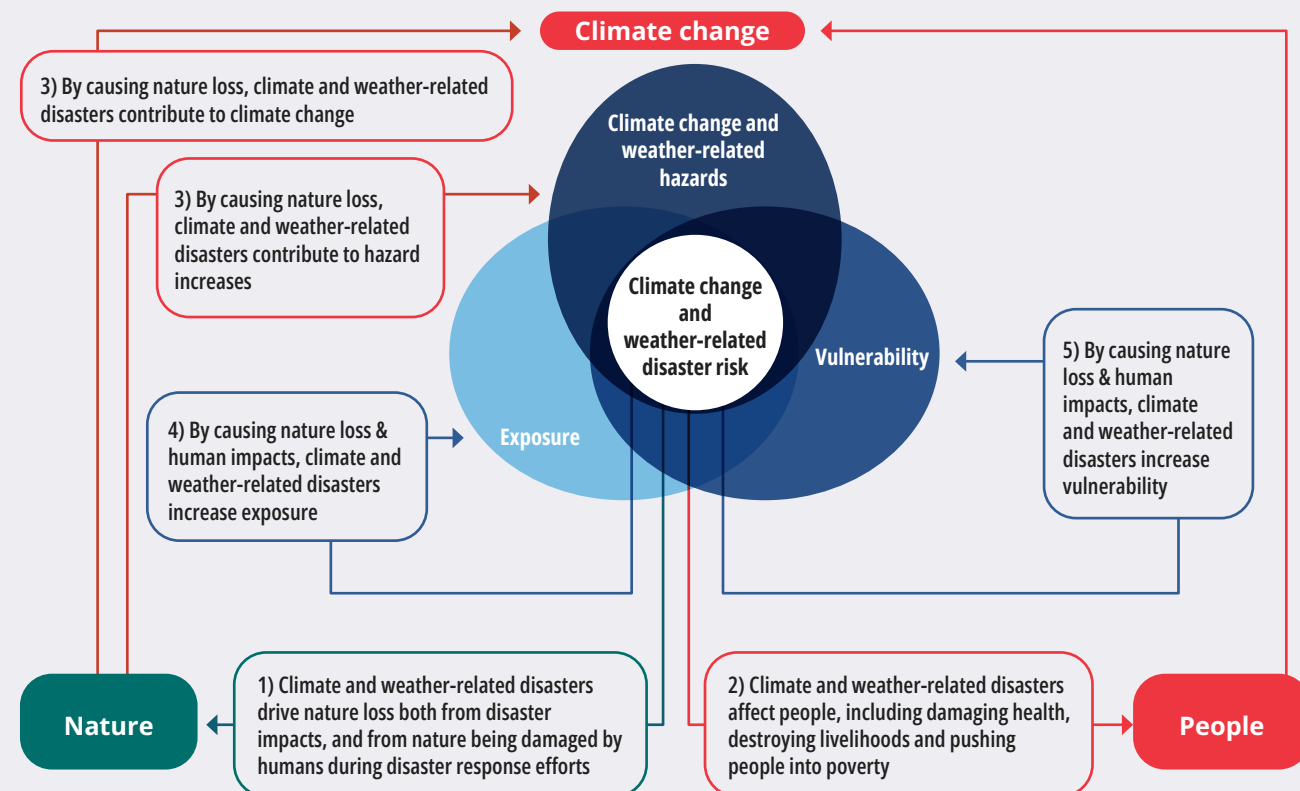 Climate change
3) By causing nature loss, climate and weather-related
disasters contribute to climate change
Climate change and
weather-related
hazards
3) By causing nature loss,
climate and weather-related
disasters contribute to hazard
increases
Climate change
and
weather-related
disaster risk
Vulnerability
5) By causing nature
loss & human
impacts, climate
and weather-related
disasters increase
vulnerability
Exposure
4) By causing nature loss &
human impacts, climate and
weather-related disasters
increase exposure
Nature
1) Climate and weather-related disasters
drive nature loss both from disaster
impacts, and from nature being damaged by
humans during disaster response efforts
2) Climate and weather-related disasters
affect people, including damaging health,
destroying livelihoods and pushing
people into poverty
People